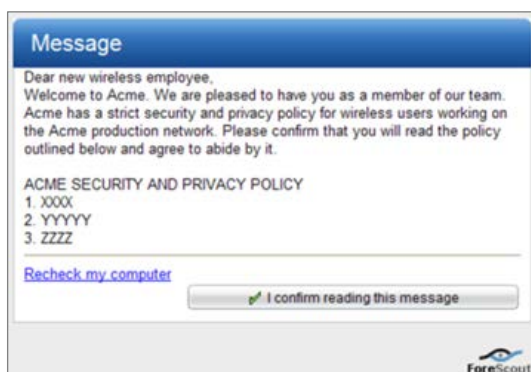 Message
Dear new wireless employee,
Welcome to Acme. We are pleased to have you as a member of our team.
Acme has a strict security and privacy policy for wireless users working on
the Acme production network. Please confirm that you will read the policy
outlined below and agree to abide by it.
ACME SECURITY AND PRIVACY POLICY
1. XXXX
2. YYYYY
3. ZZZZ
Recheck my computer
I confirm reading this message
ForeScout